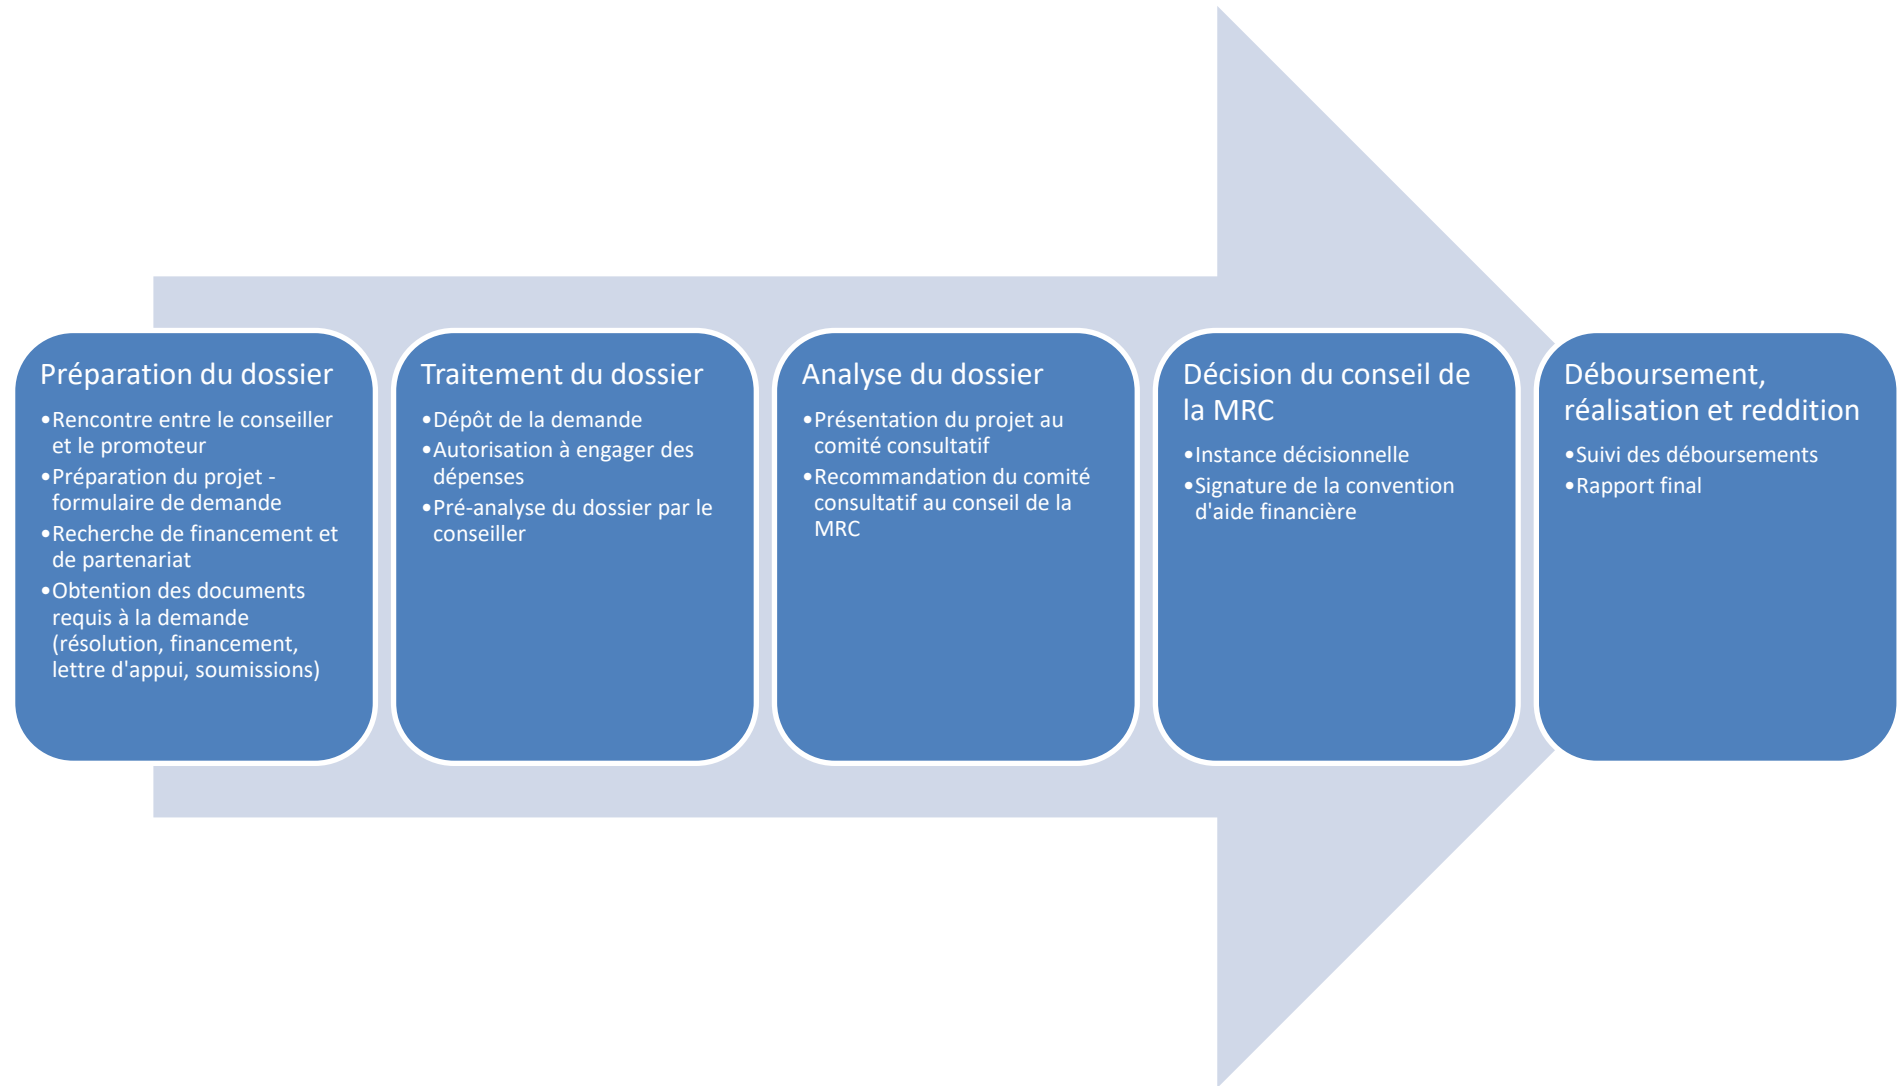 Préparation du dossier
•Rencontre entre le conseiller
et le promoteur
•Préparation du projet -
formulaire de demande
•Recherche de financement et
de partenariat
•Obtention des documents
requis à la demande
(résolution, financement,
lettre d'appui, soumissions)
Traitement du dossier
•Dépôt de la demande
•Autorisation à engager des
dépenses
•Pré-analyse du dossier par le
conseiller
Analyse du dossier
•Présentation du projet au
comité consultatif
•Recommandation du comité
consultatif au conseil de la
MRC
Décision du conseil de
la MRC
•Instance décisionnelle
•Signature de la convention
d'aide financière
Déboursement,
réalisation et reddition
•Suivi des déboursements
•Rapport final